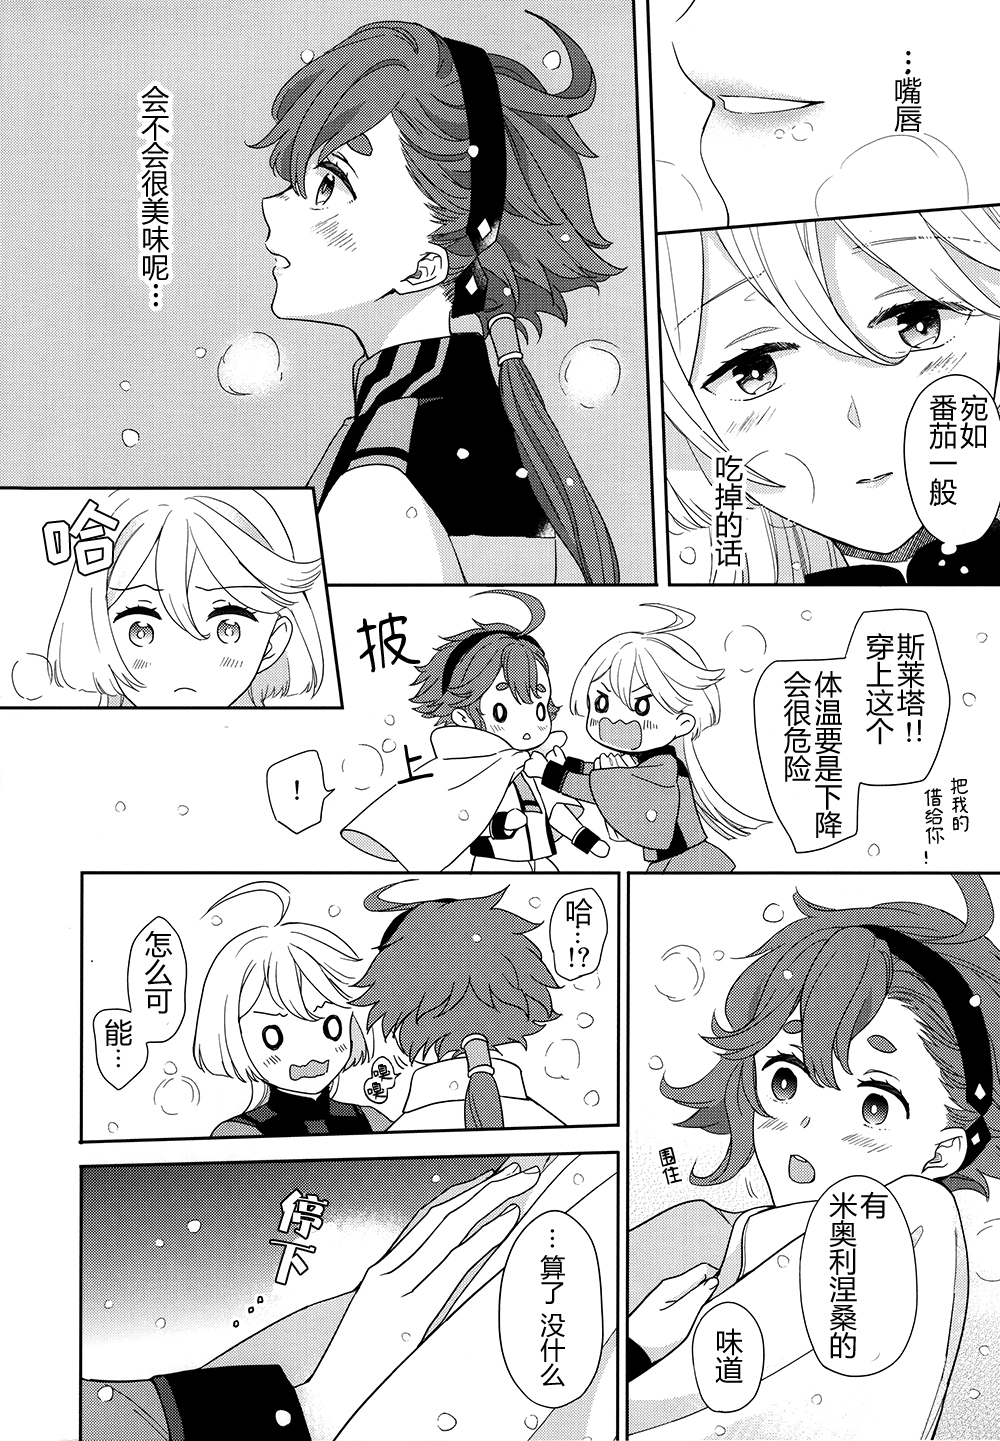 …嘴唇
宛如
番茄一般
吃掉的话
会不会很美味呢…
哈
斯莱塔!!
穿上这个
体温要是下降
会很危险
把我的
借给你!
披
上
!
有
米奥利涅桑的
味道
围住
哈…!?
嗅
嗅
怎么可
能…
…算了 没什么
停下